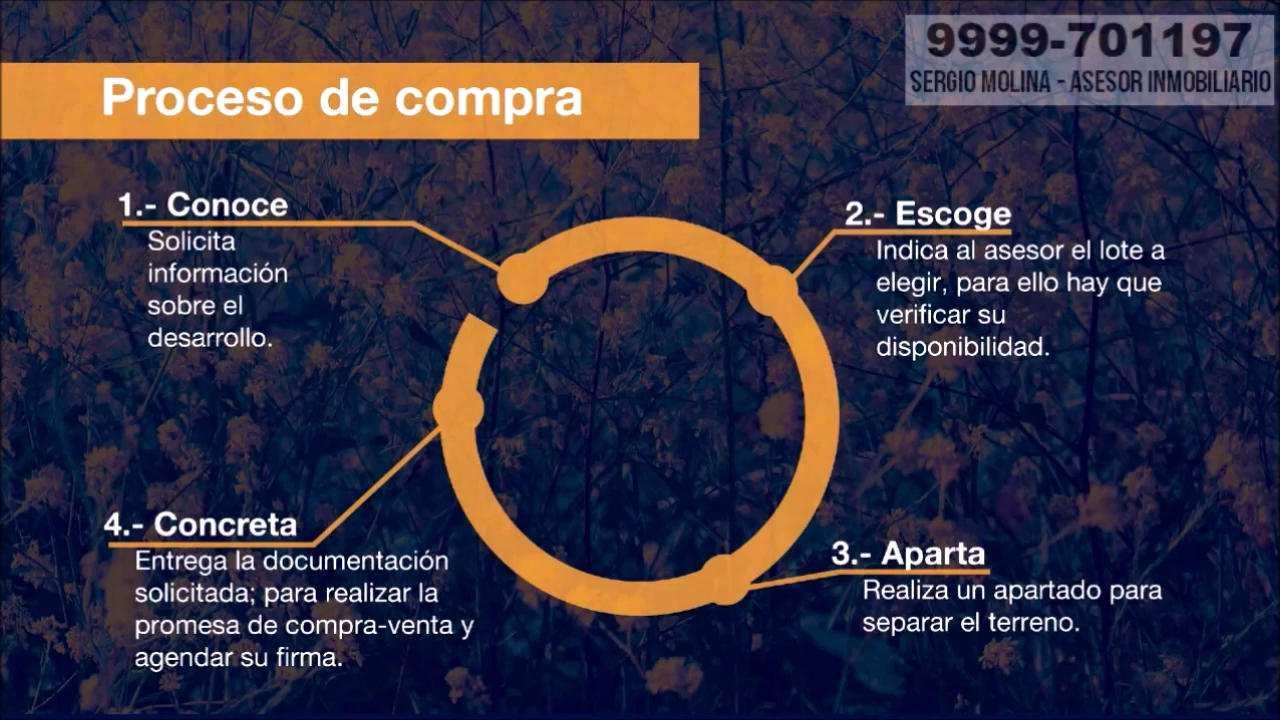 9999-701197
SERGIO MOLINA - ASESOR INMOBILIARIO
Proceso de compra
1.- Conoce
Solicita
información
sobre el
desarrollo.
2.- Escoge
Indica al asesor el lote a
elegir, para ello hay que
verificar su
disponibilidad.
3.- Aparta
Realiza un apartado para
separar el terreno.
4.- Concreta
Entrega la documentación
solicitada; para realizar la
promesa de compra-venta y
agendar su firma.